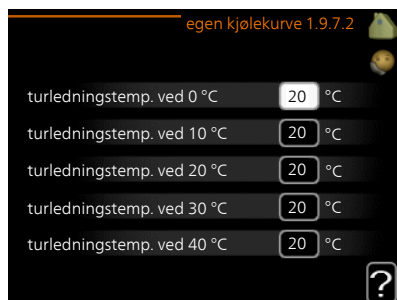 egen kjølekurve 1.9.7.2
turledningstemp. ved 0 °C 20 °C
turledningstemp. ved 10 °C 20 °C
turledningstemp. ved 20 °C 20 °C
turledningstemp. ved 30 °C 20 °C
turledningstemp. ved 40 °C 20 °C
?